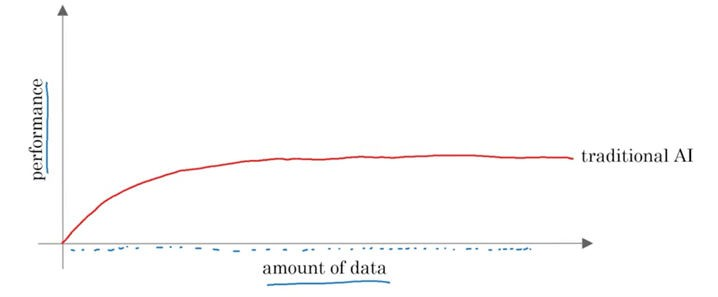 performance
traditional AI
amount of data